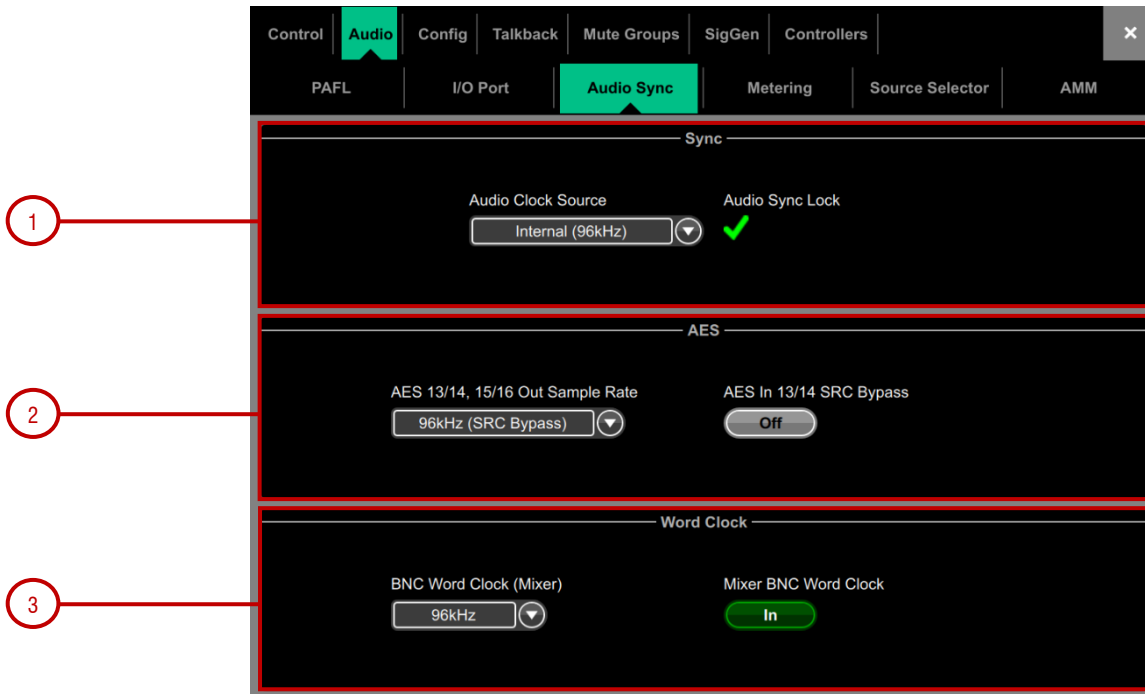 Control Audio Config Talkback Mute Groups SigGen Controllers ×
PAFL I/O Port Audio Sync Metering Source Selector AMM
Sync
1
Audio Clock Source Audio Sync Lock
Internal (96kHz)
AES
2
AES 13/14, 15/16 Out Sample Rate AES In 13/14 SRC Bypass
96kHz (SRC Bypass) Off
Word Clock
3
BNC Word Clock (Mixer) Mixer BNC Word Clock
96kHz In